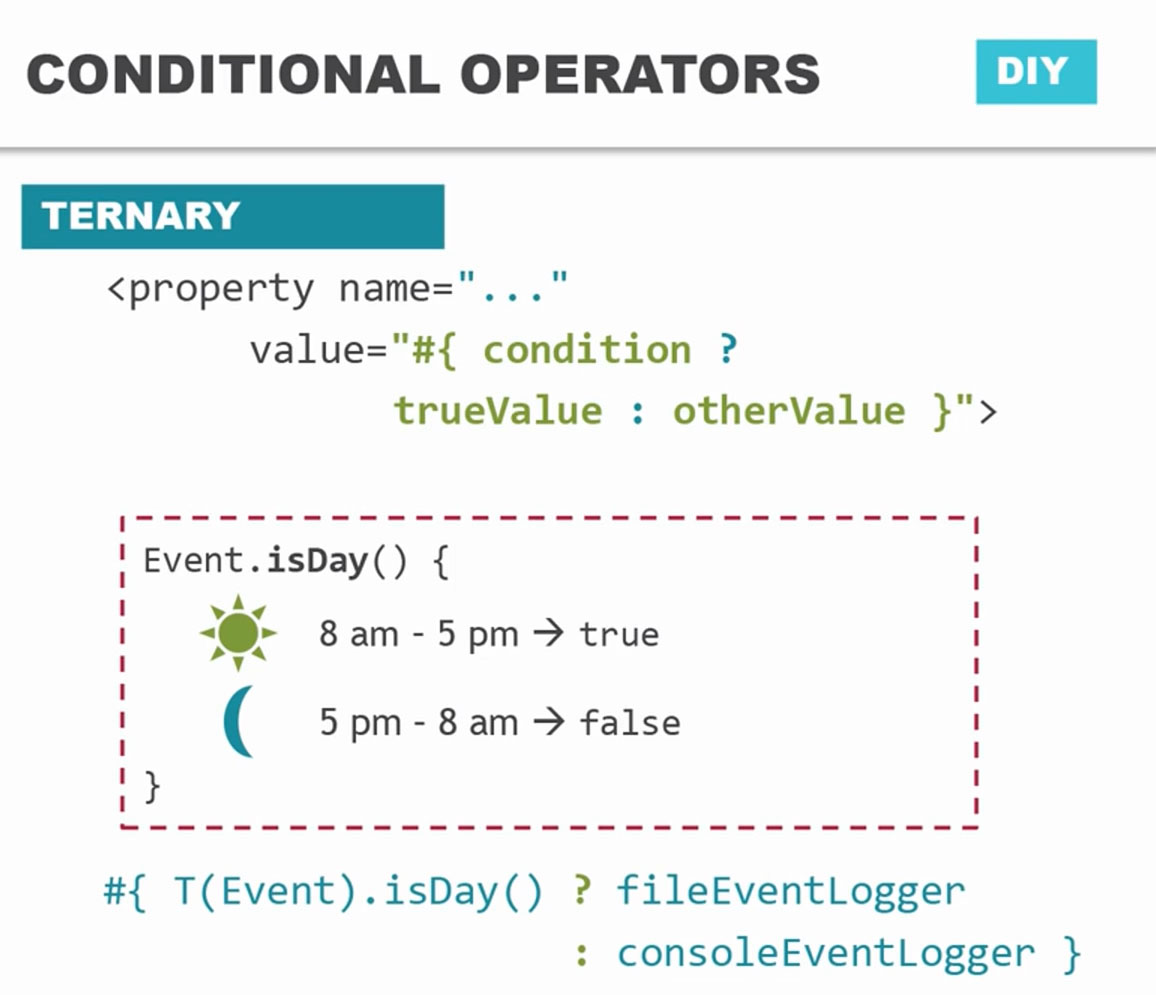 CONDITIONAL OPERATORS
DIY
TERNARY
<property name="..."
value="#{ condition ?
trueValue : otherValue }">
Event.isDay() {
8 am - 5 pm → true
5 pm - 8 am → false
}
#{ T(Event).isDay() ? fileEventLogger
: consoleEventLogger }